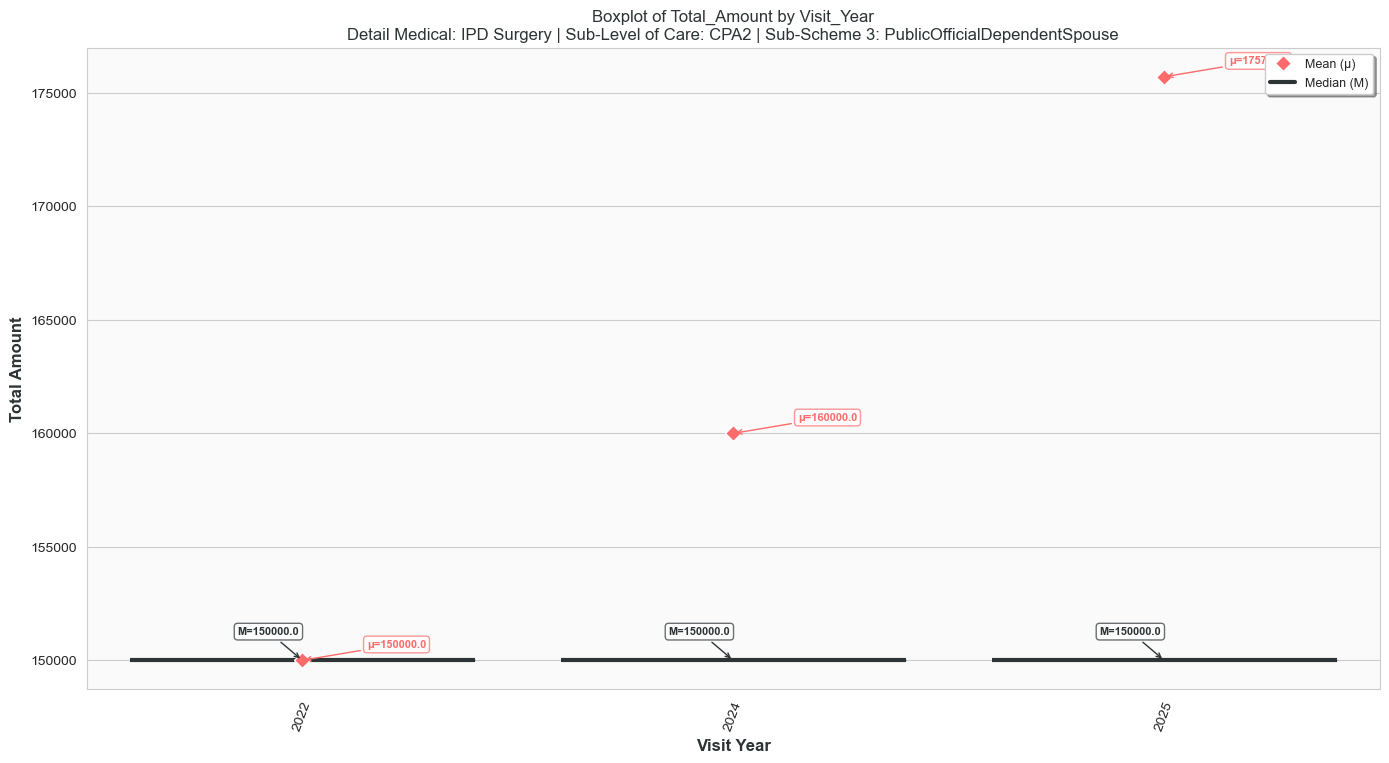 Boxplot of Total_Amount by Visit_Year
Detail Medical: IPD Surgery | Sub-Level of Care: CPA2 | Sub-Scheme 3: PublicOfficialDependentSpouse
Total Amount
175000
170000
165000
160000
155000
150000
Mean (μ)
Median (M)
μ=160000.0
M=150000.0
μ=150000.0
M=150000.0
M=150000.0
2022
2024
2025
Visit Year